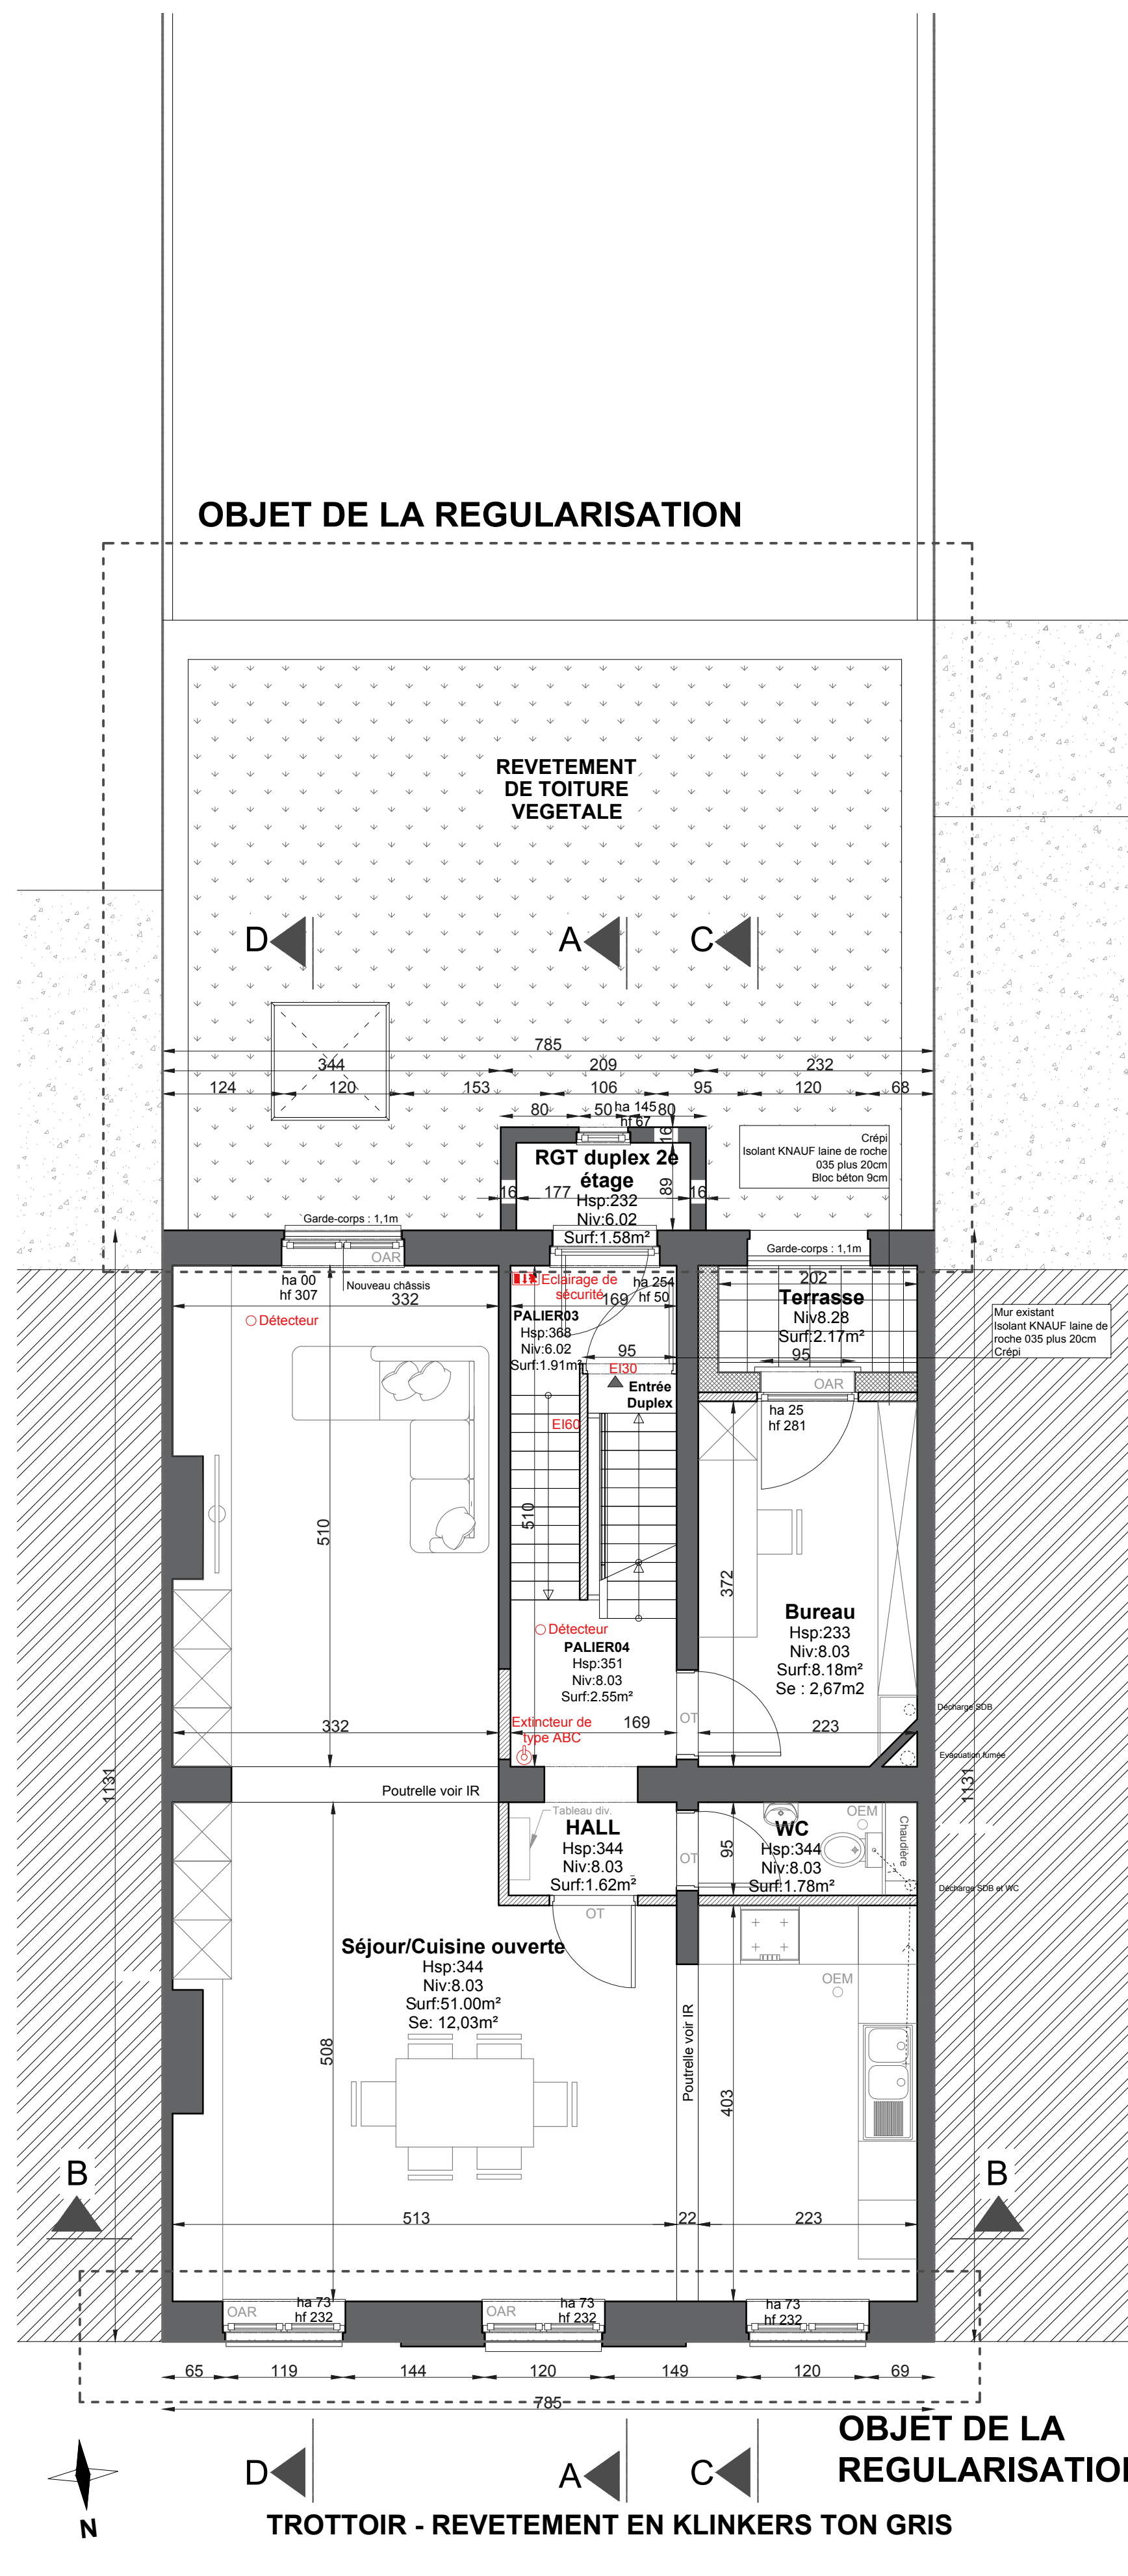 OBJET DE LA REGULARISATION
REVETEMENT
DE TOITURE
VEGETALE
D
A
C
785
344
209
232
124
120
153
106
95
120
68
80
50
80
ha 145
hf 67
16
Crépi
Isolant KNAUF laine de roche
035 plus 20cm
Bloc béton 9cm
RGT duplex 2e
étage
Hsp:232
Niv:6.02
Surf:1.58m²
16
177
16
89
Garde-corps : 1,1m
Garde-corps : 1,1m
OAR
ha 00
hf 307
Nouveau châssis
332
Détecteur
Eclairage de
sécurité
ha 254
hf 50
169
PALIER03
Hsp:368
Niv:6.02
Surf:1.91m²
95
EI30
Entrée
Duplex
EI60
202
Terrasse
Niv8.28
Surf:2.17m²
95
OAR
ha 25
hf 281
Mur existant
Isolant KNAUF laine de
roche 035 plus 20cm
Crépi
510
510
372
Bureau
Hsp:233
Niv:8.03
Surf:8.18m²
Se : 2,67m2
Détecteur
PALIER04
Hsp:351
Niv:8.03
Surf:2.55m²
Extincteur de
type ABC
332
169
OT
223
Décharge SDB
Evacuation fumée
1131
1131
Poutrelle voir IR
Tableau div.
HALL
Hsp:344
Niv:8.03
Surf:1.62m²
OT
95
WC
Hsp:344
Niv:8.03
Surf:1.78m²
OEM
Chaudière
Décharge SDB et WC
OT
Séjour/Cuisine ouverte
Hsp:344
Niv:8.03
Surf:51.00m²
Se: 12,03m²
OEM
508
Poutrelle voir IR
403
B
B
513
22
223
OAR
ha 73
hf 232
OAR
ha 73
hf 232
ha 73
hf 232
65
119
144
120
149
120
69
785
OBJET DE LA
REGULARISATION
D
A
C
N
TROTTOIR - REVETEMENT EN KLINKERS TON GRIS